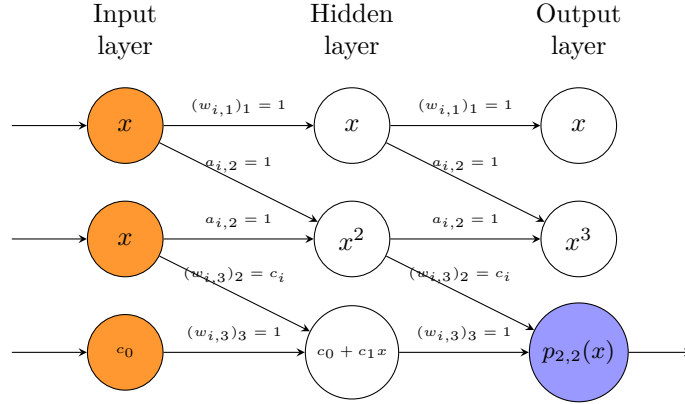 Input layer
Hidden layer
Output layer
x
(w_{i,1})_1 = 1
x
(w_{i,1})_1 = 1
x
a_{i,2} = 1
a_{i,2} = 1
x
a_{i,2} = 1
x^2
a_{i,2} = 1
x^3
(w_{i,3})_2 = c_i
(w_{i,3})_2 = c_i
c_0
(w_{i,3})_3 = 1
c_0 + c_1x
(w_{i,3})_3 = 1
p_{2,2}(x)